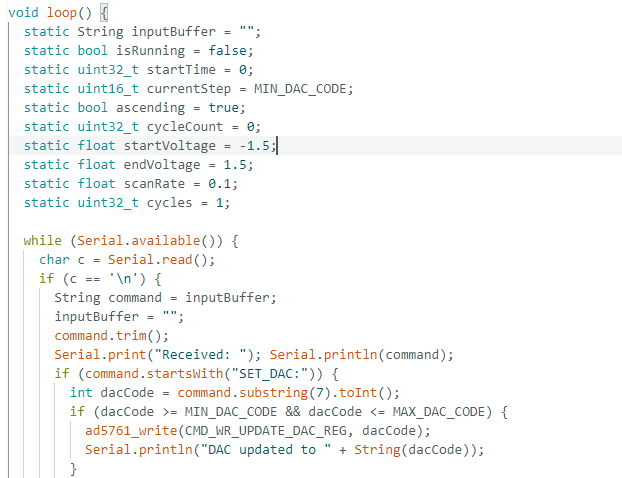 void loop() {
static String inputBuffer = "";
static bool isRunning = false;
static uint32_t startTime = 0;
static uint16_t currentStep = MIN_DAC_CODE;
static bool ascending = true;
static uint32_t cycleCount = 0;
static float startVoltage = -1.5;
static float endVoltage = 1.5;
static float scanRate = 0.1;
static uint32_t cycles = 1;
while (Serial.available()) {
char c = Serial.read();
if (c == '\n') {
String command = inputBuffer;
inputBuffer = "";
command.trim();
Serial.print("Received: "); Serial.println(command);
if (command.startsWith("SET_DAC:")) {
int dacCode = command.substring(7).toInt();
if (dacCode >= MIN_DAC_CODE && dacCode <= MAX_DAC_CODE) {
ad5761_write(CMD_WR_UPDATE_DAC_REG, dacCode);
Serial.println("DAC updated to " + String(dacCode));
}